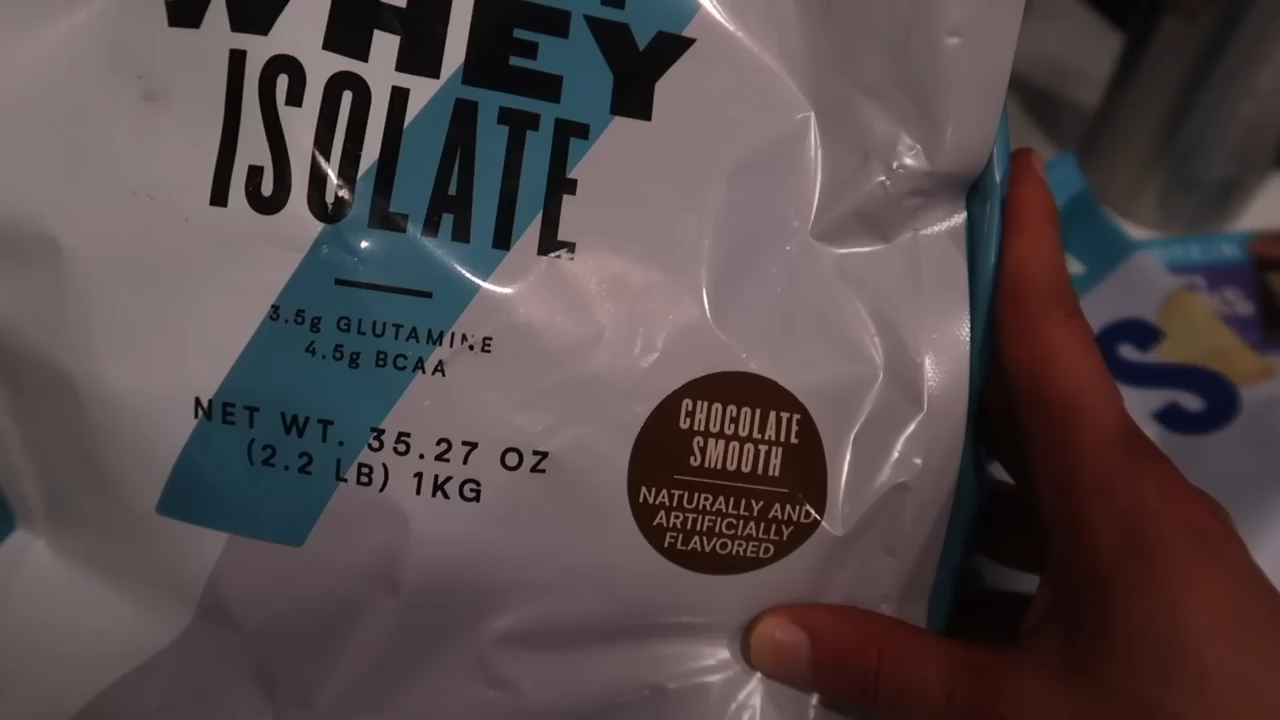 WHEY
ISOLATE
3.5g GLUTAMINE
4.5g BCAA
NET WT. 35.27 OZ
(2.2 LB) 1KG
CHOCOLATE
SMOOTH
NATURALLY AND
ARTIFICIALLY
FLAVORED
S